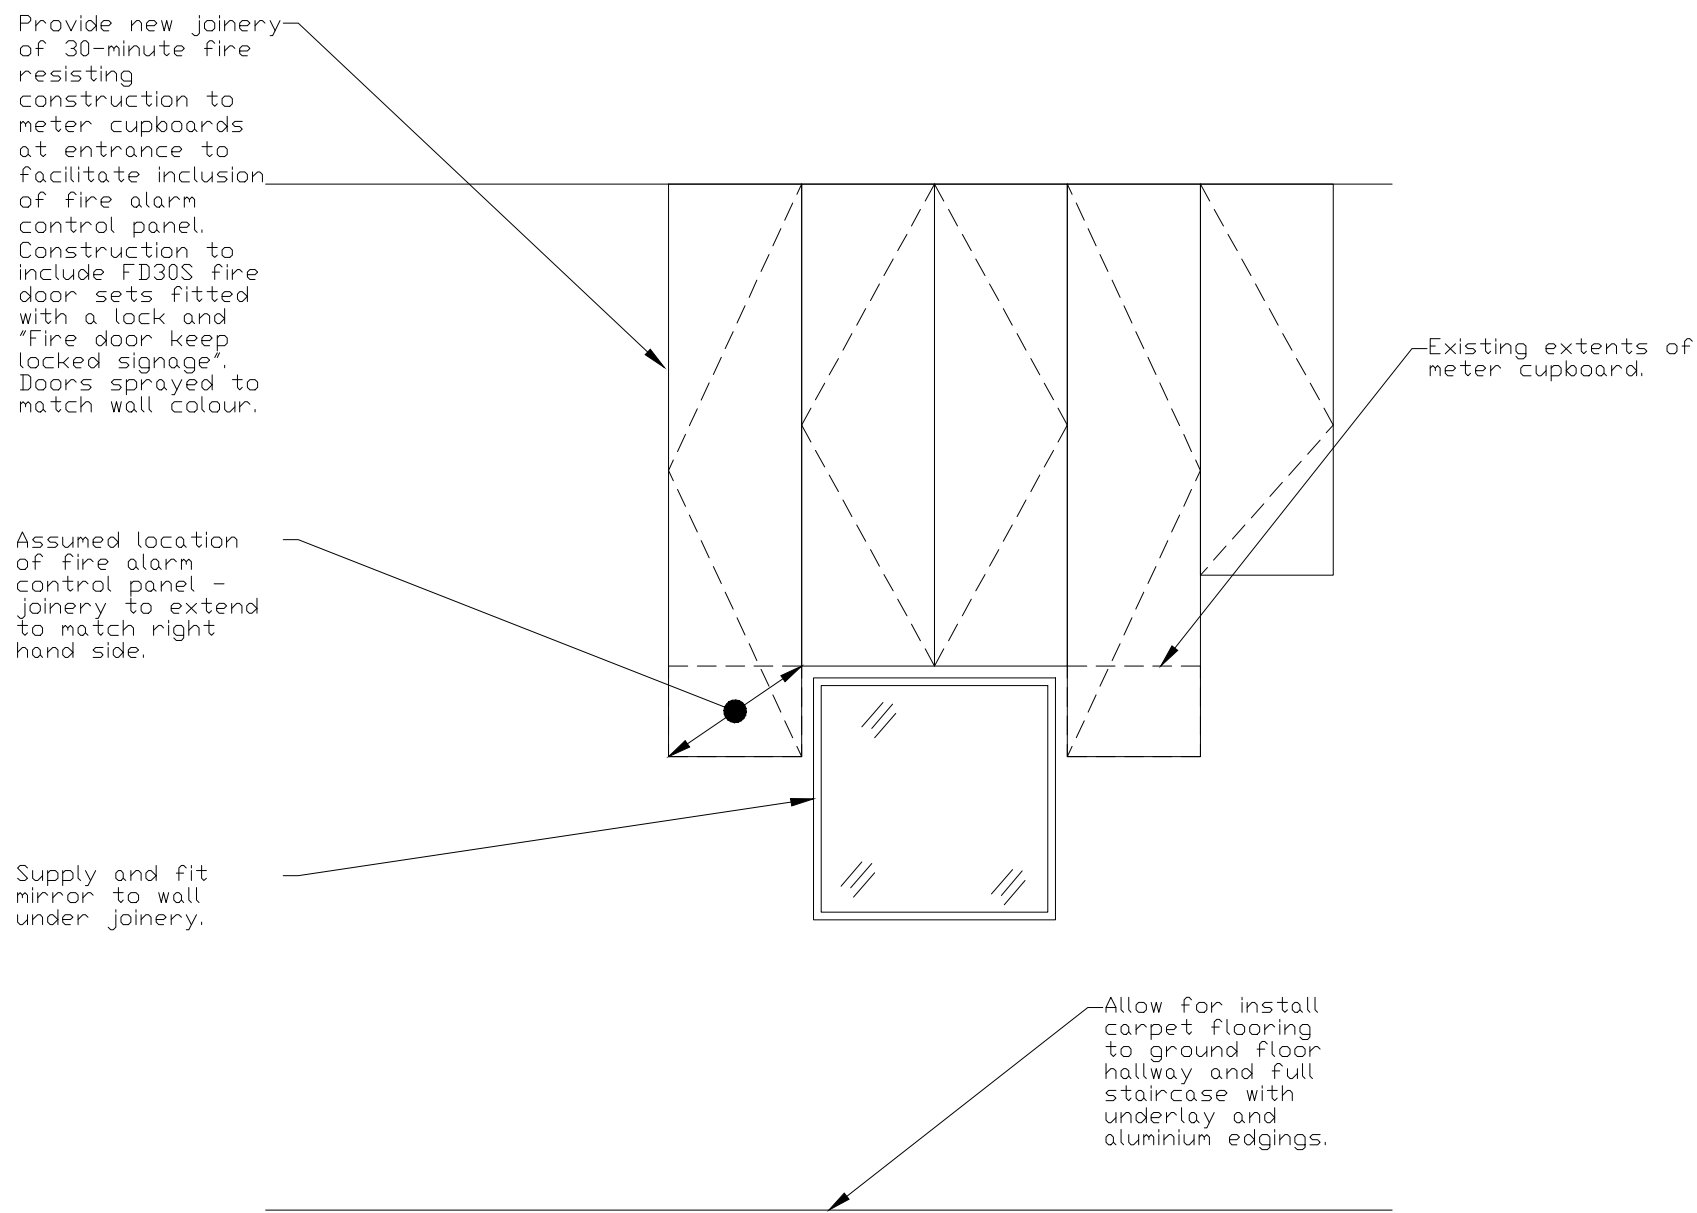 Provide new joinery
of 30-minute fire
resisting
construction to
meter cupboards
at entrance to
facilitate inclusion
of fire alarm
control panel.
Construction to
include FD30S fire
door sets fitted
with a lock and
"Fire door keep
locked signage".
Doors sprayed to
match wall colour.
Existing extents of
meter cupboard.
Assumed location
of fire alarm
control panel -
joinery to extend
to match right
hand side.
Supply and fit
mirror to wall
under joinery.
Allow for install
carpet flooring
to ground floor
hallway and full
staircase with
underlay and
aluminium edgings.